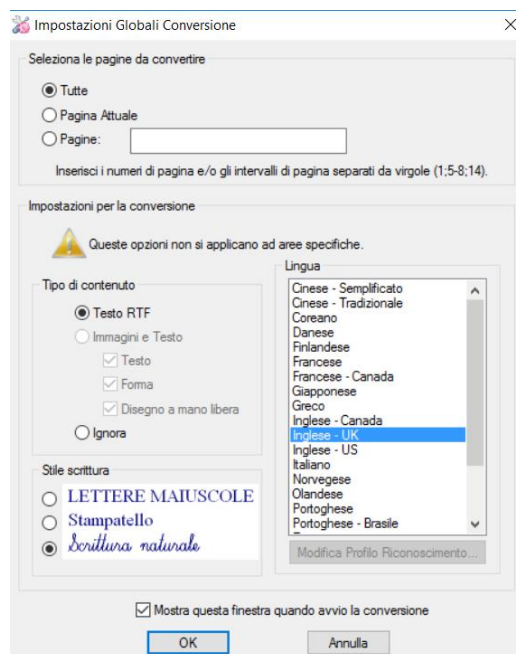 Impostazioni Globali Conversione
Seleziona le pagine da convertire
Tutte
Pagina Attuale
Pagine:
Inserisci i numeri di pagina e/o gli intervalli di pagina separati da virgole (1;5-8;14).
Impostazioni per la conversione
Queste opzioni non si applicano ad aree specifiche.
Tipo di contenuto
Testo RTF
Immagini e Testo
Testo
Forma
Disegno a mano libera
Ignora
Stile scrittura
LETTERE MAIUSCOLE
Stampatello
Scrittura naturale
Lingua
Cinese - Semplificato
Cinese - Tradizionale
Coreano
Danese
Finlandese
Francese
Francese - Canada
Giapponese
Greco
Inglese - Canada
Inglese - UK
Inglese - US
Italiano
Norvegese
Olandese
Portoghese
Portoghese - Brasile
Modifica Profilo Riconoscimento...
Mostra questa finestra quando avvio la conversione
OK
Annulla